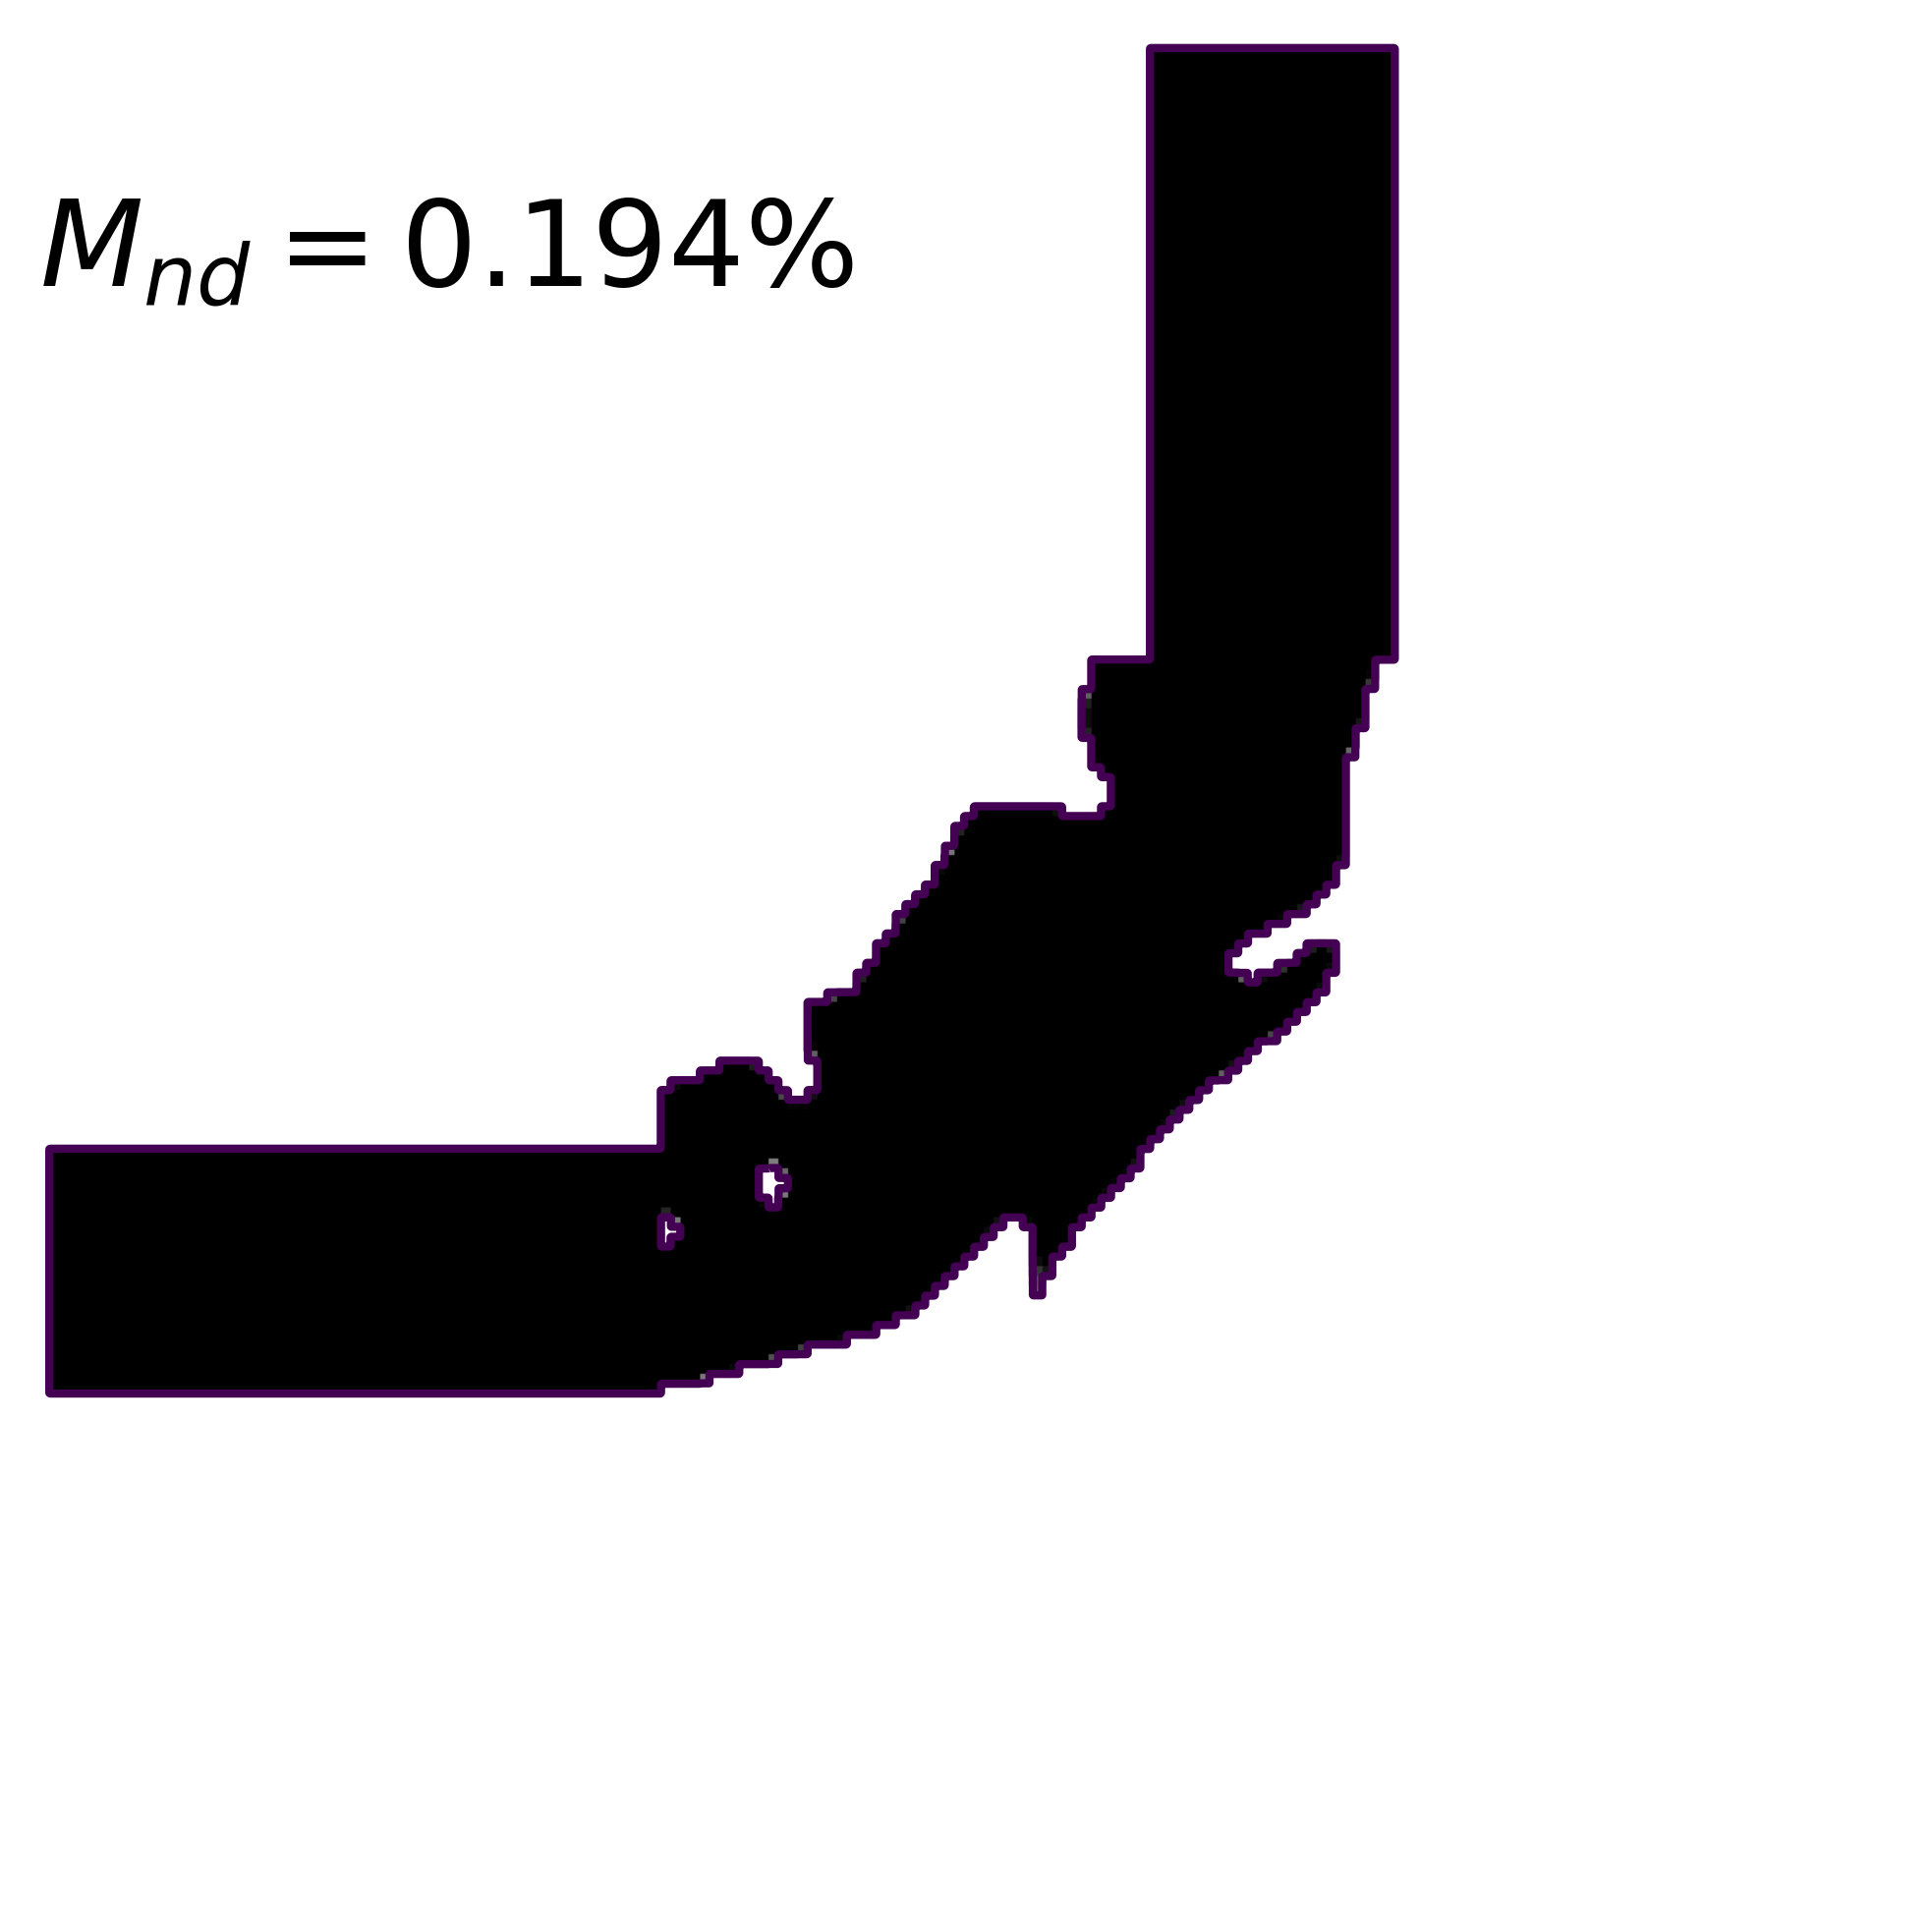 M_nd = 0.194%